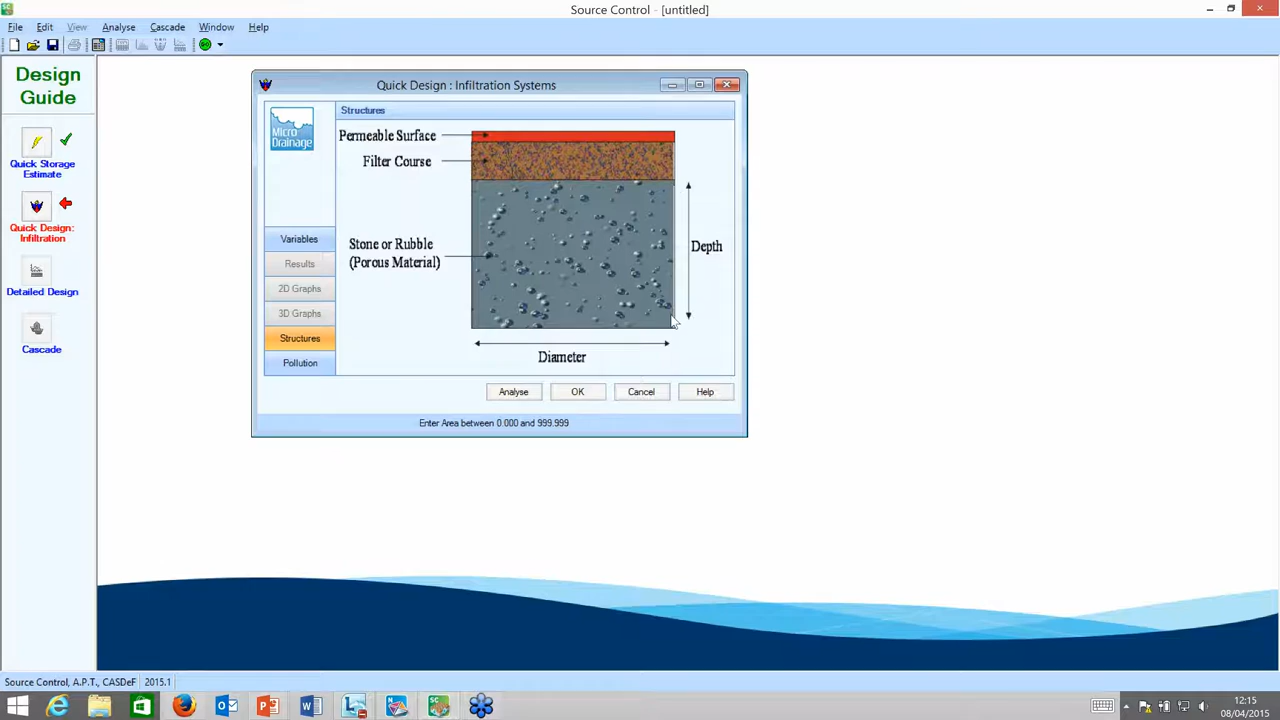 Source Control - [untitled]
File Edit View Analyse Cascade Window Help
Design
Guide
Quick Storage
Estimate
Quick Design:
Infiltration
Detailed Design
Cascade
Quick Design : Infiltration Systems
Micro
Drainage
Variables
Results
2D Graphs
3D Graphs
Structures
Pollution
Structures
Permeable Surface
Filter Course
Stone or Rubble
(Porous Material)
Depth
Diameter
Analyse OK Cancel Help
Enter Area between 0.000 and 999.999
Source Control, A.P.T., CASDeF 2015.1
12:15
08/04/2015